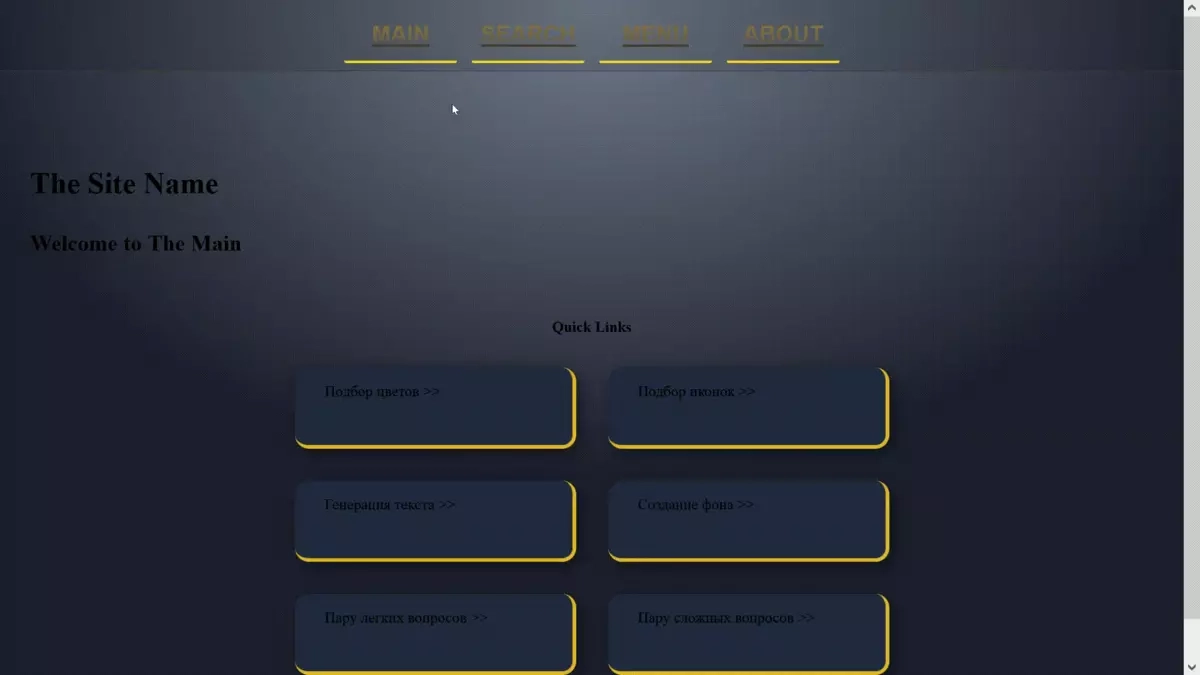 MAIN SEARCH MENU ABOUT
The Site Name
Welcome to The Main
Quick Links
Подбор цветов >>
Подбор иконок >>
Генерация текста >>
Создание фона >>
Пару легких вопросов >>
Пару сложных вопросов >>